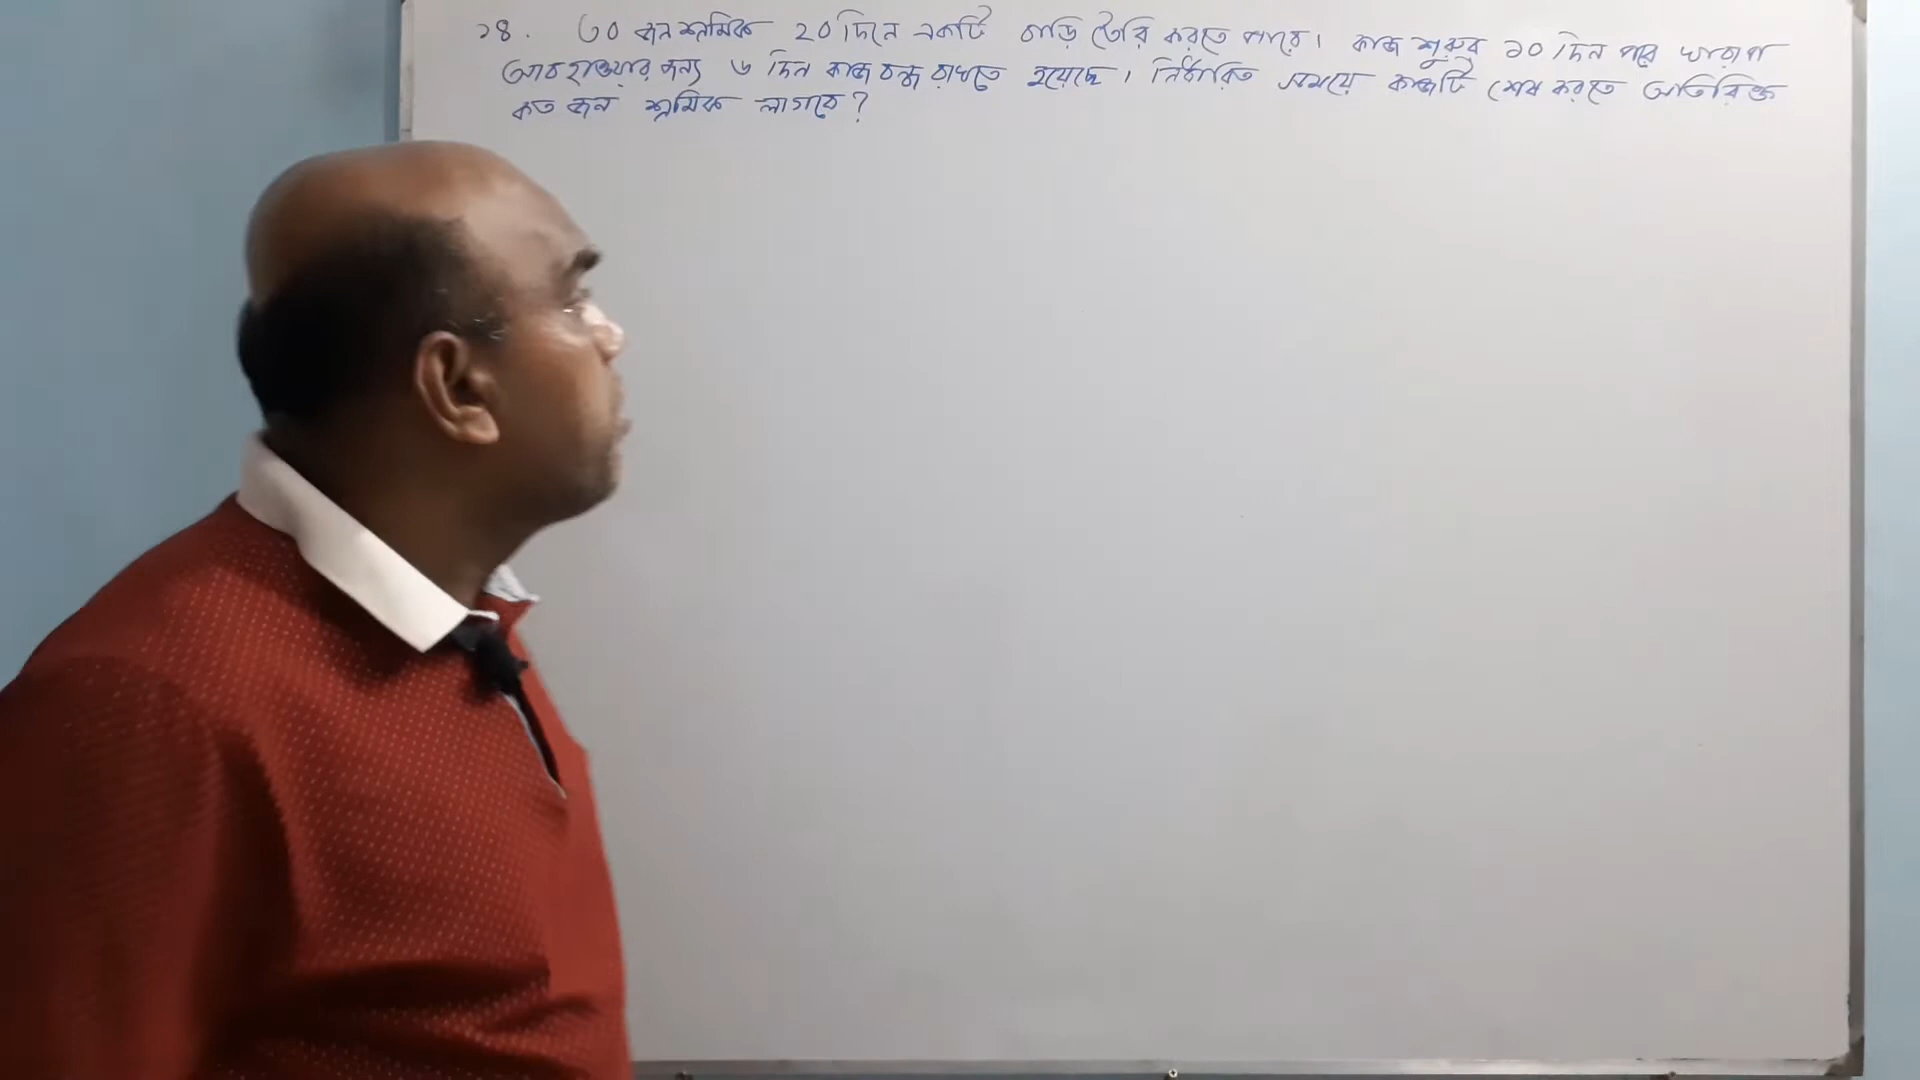 ১৪. ৩০ জন শ্রমিক ২০ দিনে একটি বাড়ি তৈরি করতে পারে। কাজ শুরুর ১০ দিন পরে খারাপ
আবহাওয়ার জন্য ৬ দিন কাজ বন্ধ রাখতে হয়েছে। নির্ধারিত সময়ে কাজটি শেষ করতে অতিরিক্ত
কত জন শ্রমিক লাগবে?